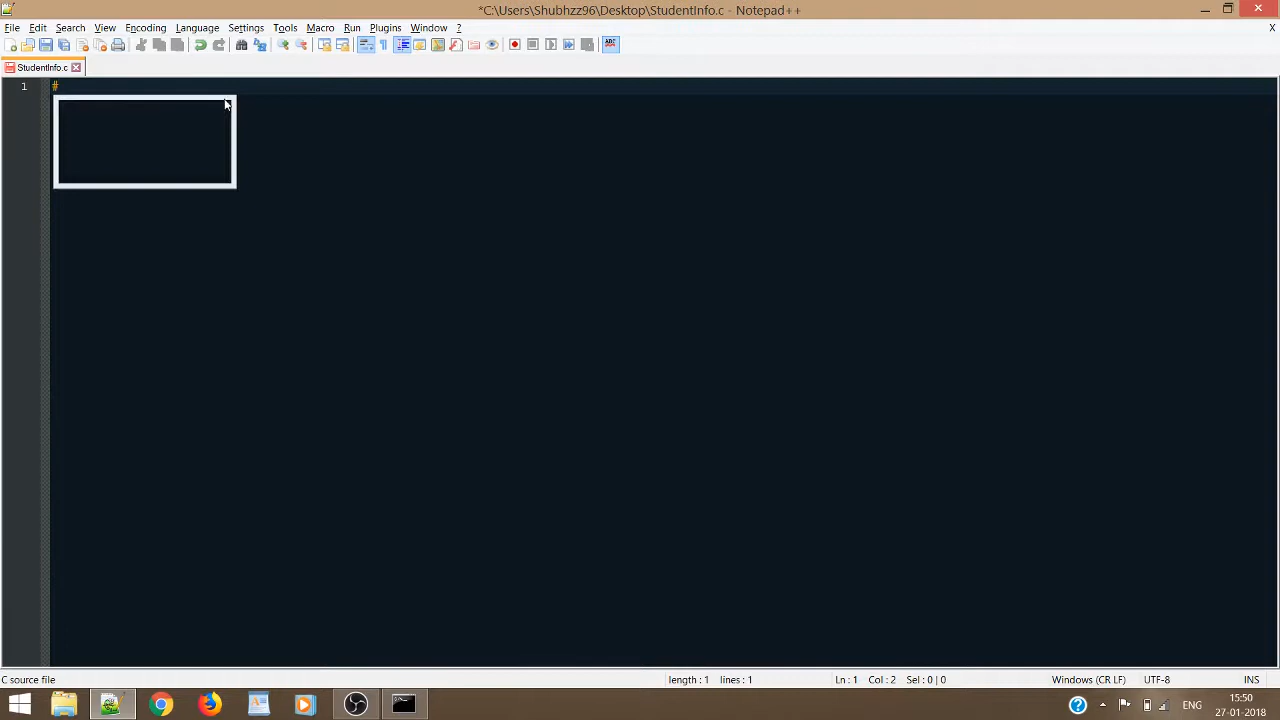 *C:\Users\Shubhzz96\Desktop\StudentInfo.c - Notepad++
File Edit Search View Encoding Language Settings Tools Macro Run Plugins Window ? X
ABC
StudentInfo.c
1 #
C source file length : 1 lines : 1 Ln : 1 Col : 2 Sel : 0 | 0 Windows (CR LF) UTF-8 INS
ENG
15:50
27-01-2018